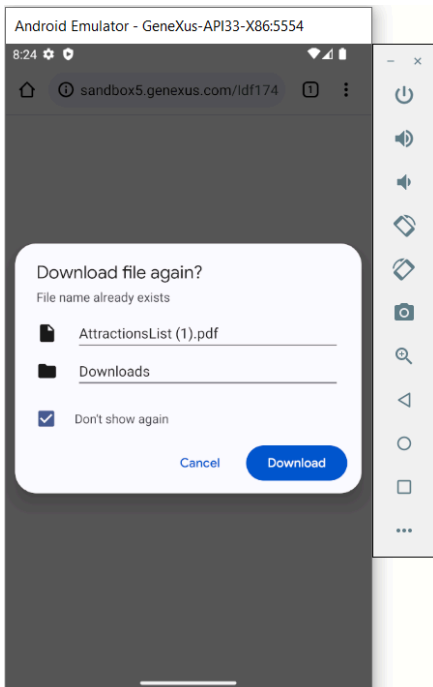 Android Emulator - GeneXus-API33-X86:5554
8:24
sandbox5.genexus.com/Idf174
1
Download file again?
File name already exists
AttractionsList (1).pdf
Downloads
Don't show again
Cancel
Download